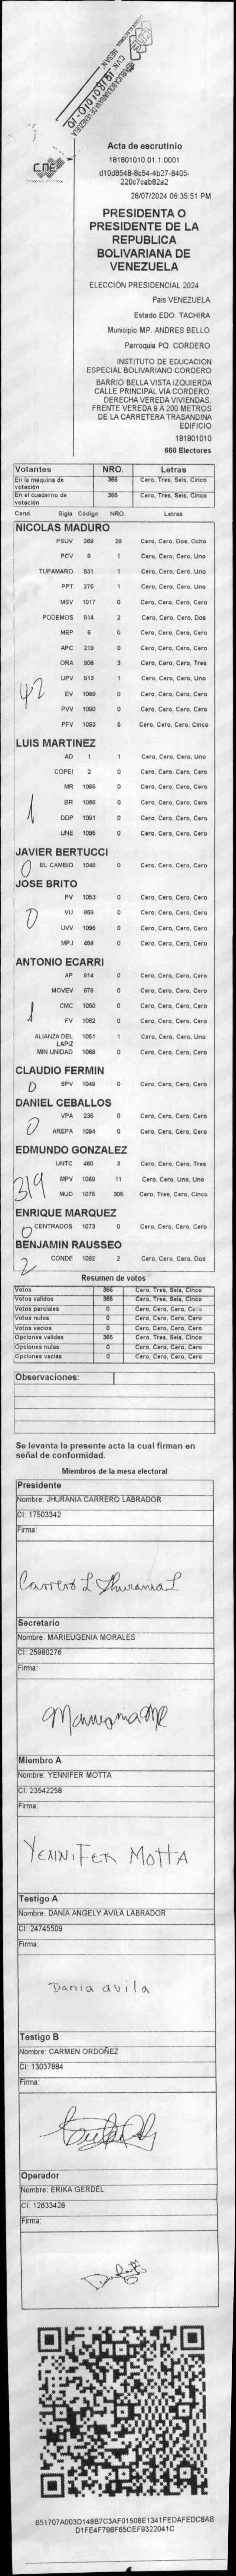 CNE
Acta de escrutinio
181801010.01.1.0001
d10d8548-8c54-4b27-8405-
220c7cab82a2
28/07/2024 06:35:51 PM
PRESIDENTA O
PRESIDENTE DE LA
REPUBLICA
BOLIVARIANA DE
VENEZUELA
ELECCIÓN PRESIDENCIAL 2024
Pais VENEZUELA
Estado EDO. TACHIRA
Municipio MP. ANDRES BELLO
Parroquia PQ. CORDERO
INSTITUTO DE EDUCACION
ESPECIAL BOLIVARIANO CORDERO
BARRIO BELLA VISTA IZQUIERDA
CALLE PRINCIPAL VIA CORDERO.
DERECHA VEREDA VIVIENDAS.
FRENTE VEREDA 9 A 200 METROS
DE LA CARRETERA TRASANDINA
EDIFICIO
181801010
660 Electores
Votantes NRO. Letras
En la máquina de votación 365 Cero, Tres, Seis, Cinco
En el cuaderno de votación 365 Cero, Tres, Seis, Cinco
Cand. Sigla Código NRO. Letras
NICOLAS MADURO
PSUV 269 28 Cero, Cero, Dos, Ocho
PCV 9 1 Cero, Cero, Cero, Uno
TUPAMARO 931 1 Cero, Cero, Cero, Uno
PPT 276 1 Cero, Cero, Cero, Uno
MSV 1017 0 Cero, Cero, Cero, Cero
PODEMOS 514 2 Cero, Cero, Cero, Dos
MEP 6 0 Cero, Cero, Cero, Cero
APC 219 0 Cero, Cero, Cero, Cero
ORA 906 3 Cero, Cero, Cero, Tres
UPV 513 1 Cero, Cero, Cero, Uno
42
EV 1089 0 Cero, Cero, Cero, Cero
PVV 1090 0 Cero, Cero, Cero, Cero
PFV 1093 5 Cero, Cero, Cero, Cinco
LUIS MARTINEZ
AD 1 1 Cero, Cero, Cero, Uno
COPEI 2 0 Cero, Cero, Cero, Cero
MR 1065 0 Cero, Cero, Cero, Cero
1
BR 1066 0 Cero, Cero, Cero, Cero
DDP 1091 0 Cero, Cero, Cero, Cero
UNE 1095 0 Cero, Cero, Cero, Cero
JAVIER BERTUCCI
0 EL CAMBIO 1048 0 Cero, Cero, Cero, Cero
JOSE BRITO
PV 1053 0 Cero, Cero, Cero, Cero
0 VU 868 0 Cero, Cero, Cero, Cero
UVV 1096 0 Cero, Cero, Cero, Cero
MPJ 458 0 Cero, Cero, Cero, Cero
ANTONIO ECARRI
AP 814 0 Cero, Cero, Cero, Cero
MOVEV 678 0 Cero, Cero, Cero, Cero
CMC 1050 0 Cero, Cero, Cero, Cero
1 FV 1062 0 Cero, Cero, Cero, Cero
ALIANZA DEL LAPIZ 1051 1 Cero, Cero, Cero, Uno
MIN UNIDAD 1068 0 Cero, Cero, Cero, Cero
CLAUDIO FERMIN
0 SPV 1049 0 Cero, Cero, Cero, Cero
DANIEL CEBALLOS
VPA 236 0 Cero, Cero, Cero, Cero
0 AREPA 1094 0 Cero, Cero, Cero, Cero
EDMUNDO GONZALEZ
UNTC 460 3 Cero, Cero, Cero, Tres
319 MPV 1069 11 Cero, Cero, Uno, Uno
MUD 1075 305 Cero, Tres, Cero, Cinco
ENRIQUE MARQUEZ
0 CENTRADOS 1073 0 Cero, Cero, Cero, Cero
BENJAMIN RAUSSEO
2 CONDE 1092 2 Cero, Cero, Cero, Dos
Resumen de votos
Votos 365 Cero, Tres, Seis, Cinco
Votos válidos 365 Cero, Tres, Seis, Cinco
Votos parciales 0 Cero, Cero, Cero, Cero
Votos nulos 0 Cero, Cero, Cero, Cero
Votos vacíos 0 Cero, Cero, Cero, Cero
Opciones válidas 365 Cero, Tres, Seis, Cinco
Opciones nulas 0 Cero, Cero, Cero, Cero
Opciones vacías 0 Cero, Cero, Cero, Cero
Observaciones:
Se levanta la presente acta la cual firman en
señal de conformidad.
Miembros de la mesa electoral
Presidente
Nombre: JHURANIA CARRERO LABRADOR
CI: 17503342
Firma:
Carrero L Jhurania L
Secretario
Nombre: MARIEUGENIA MORALES
CI: 25980276
Firma:
Miembro A
Nombre: YENNIFER MOTTA
CI: 23542258
Firma:
YENNIFER MOTTA
Testigo A
Nombre: DANIA ANGELY AVILA LABRADOR
CI: 24745509
Firma:
Dania avila
Testigo B
Nombre: CARMEN ORDOÑEZ
CI: 13037884
Firma:
Operador
Nombre: ERIKA GERDEL
CI: 12633428
Firma:
B51707A003D148B7C3AF01508E1341FEDAFEDC8AB
D1FE4F798F65CEF9322041C